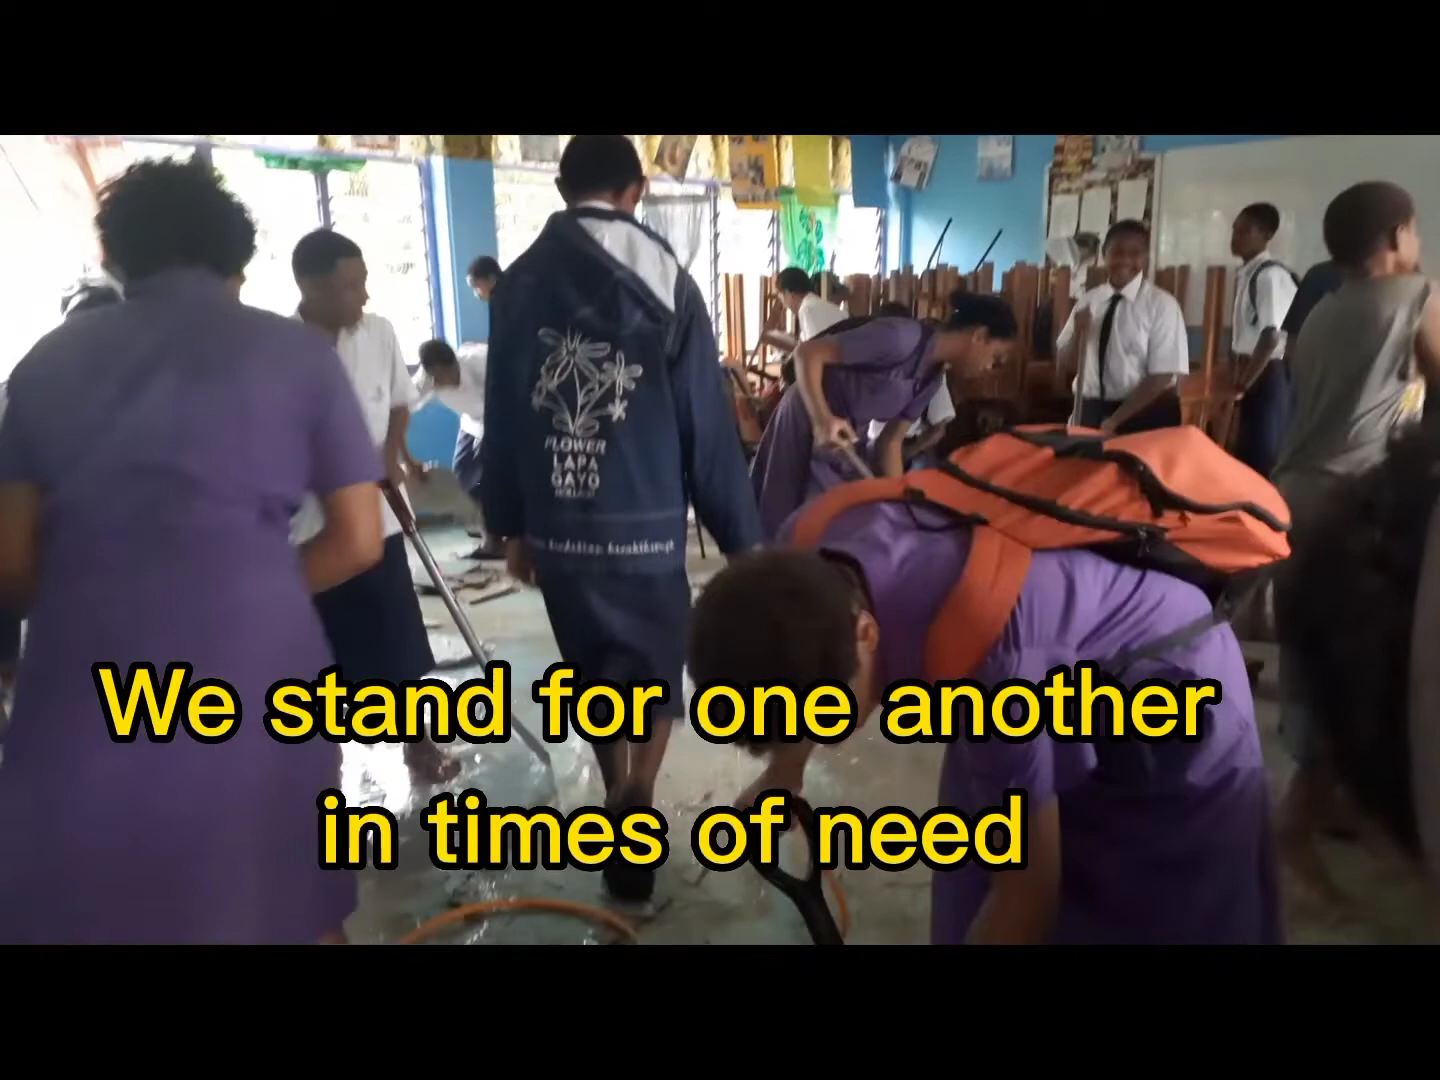 FLOWER
LAPA
GAYO
We stand for one another
in times of need